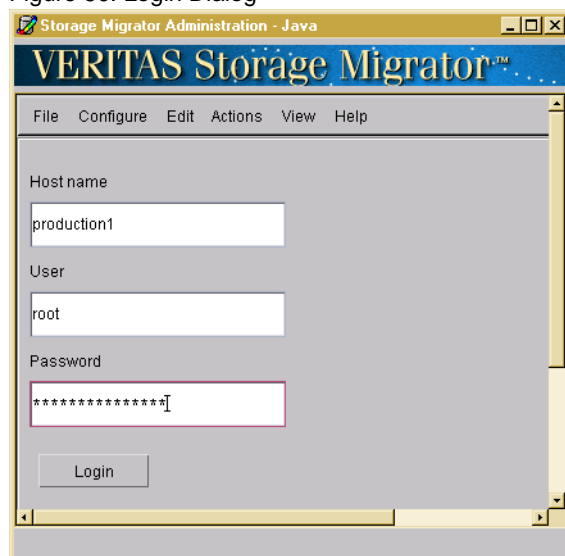 Figure Login Dialog
Storage Migrator Administration - Java
VERITAS Storage Migrator™
File Configure Edit Actions View Help
Host name
production1
User
root
Password
***************
Login